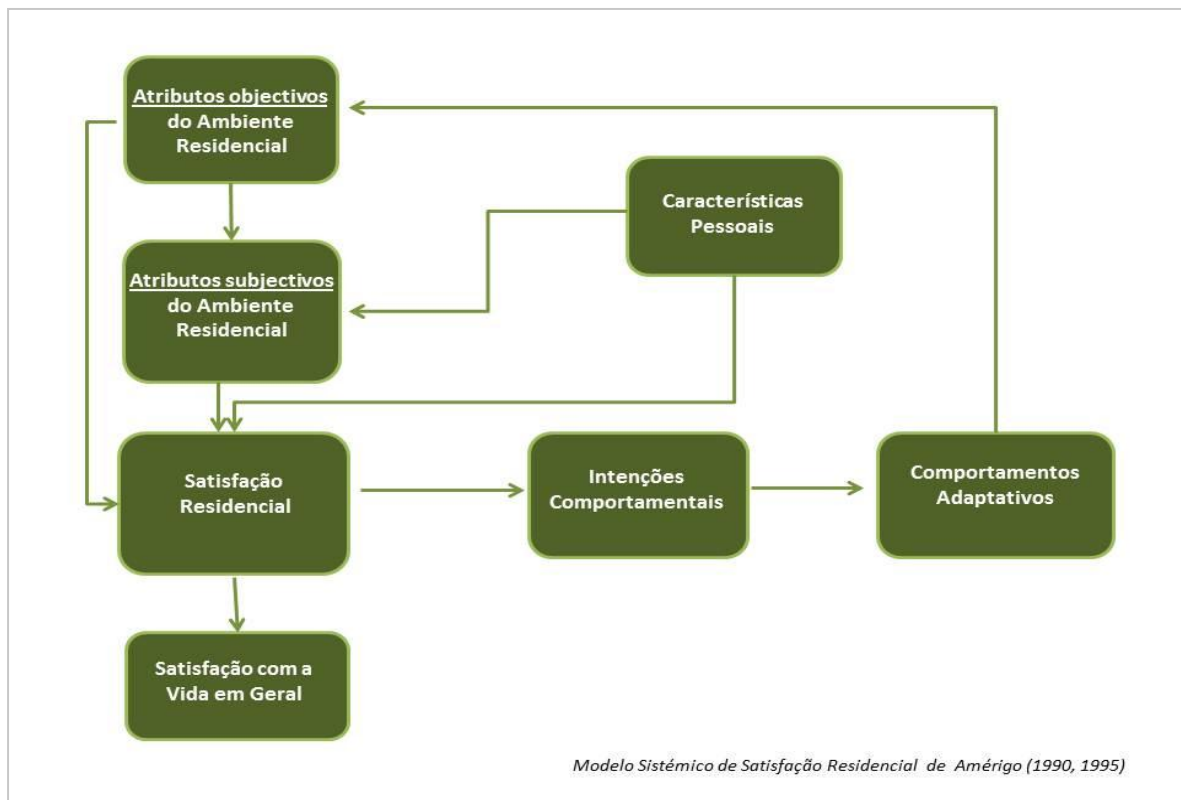 Atributos objectivos
do Ambiente
Residencial
Características
Pessoais
Atributos subjectivos
do Ambiente
Residencial
Satisfação
Residencial
Intenções
Comportamentais
Comportamentos
Adaptativos
Satisfação com a
Vida em Geral
Modelo Sistémico de Satisfação Residencial de Amérigo (1990, 1995)